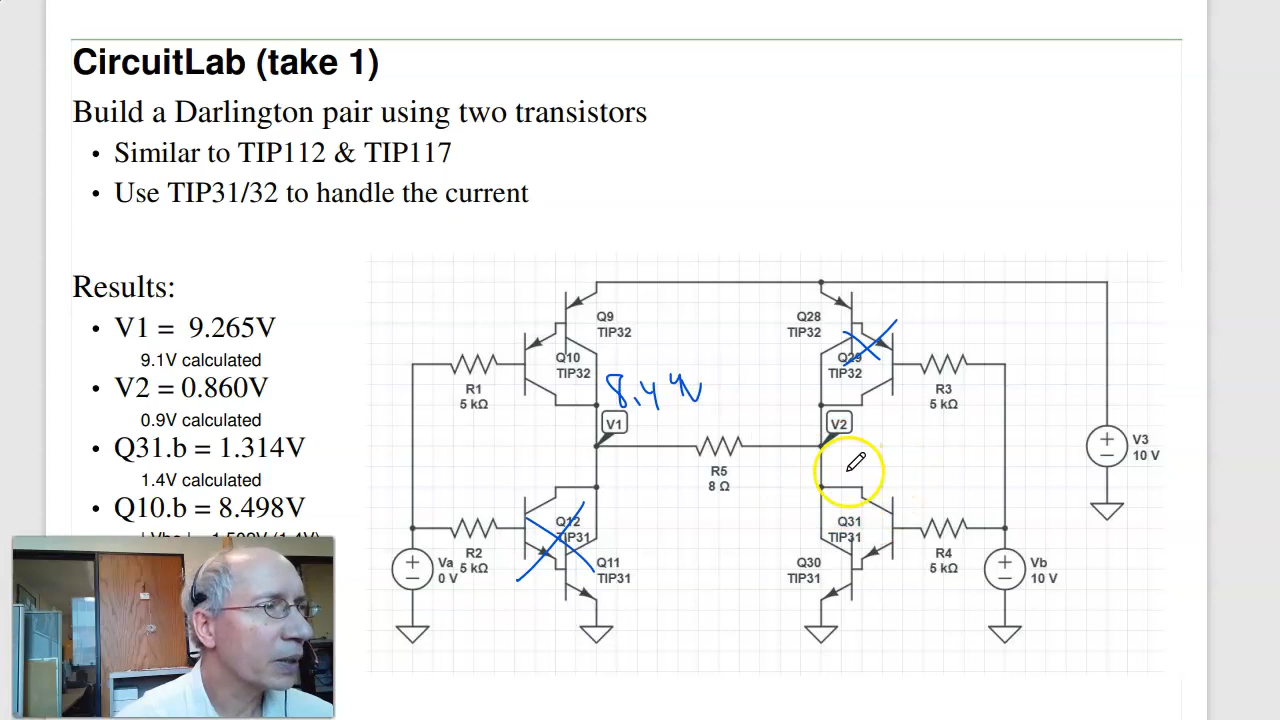 CircuitLab (take 1)
Build a Darlington pair using two transistors
• Similar to TIP112 & TIP117
• Use TIP31/32 to handle the current
Results:
• V1 = 9.265V
9.1V calculated
• V2 = 0.860V
0.9V calculated
• Q31.b = 1.314V
1.4V calculated
• Q10.b = 8.498V
Q9
TIP32
Q10
TIP32
R1
5 kΩ
8.4
V1
R5
8 Ω
V2
Q28
TIP32
Q29
TIP32
R3
5 kΩ
V3
10 V
+
−
Q12
TIP31
Q11
TIP31
R2
5 kΩ
Va
0 V
+
−
Q31
TIP31
Q30
TIP31
R4
5 kΩ
Vb
10 V
+
−